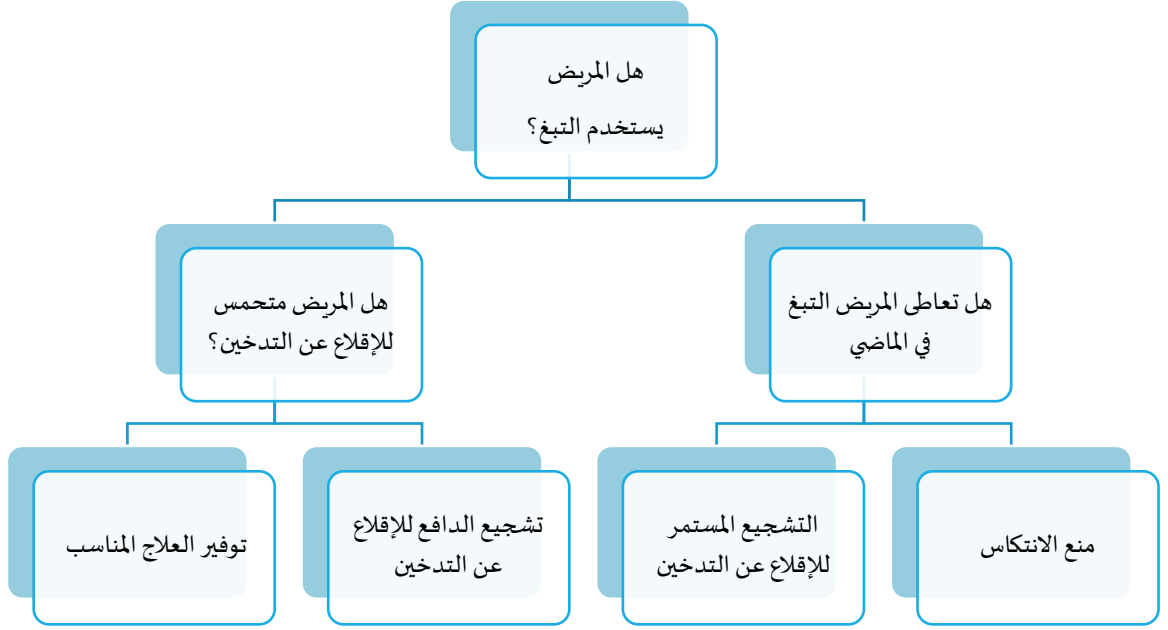 هل المريض
يستخدم التبغ؟
هل تعاطى المريض التبغ
في الماضي
هل المريض متحمس
للإقلاع عن التدخين؟
منع الانتكاس
التشجيع المستمر
للإقلاع عن التدخين
تشجيع الدافع للإقلاع
عن التدخين
توفير العلاج المناسب